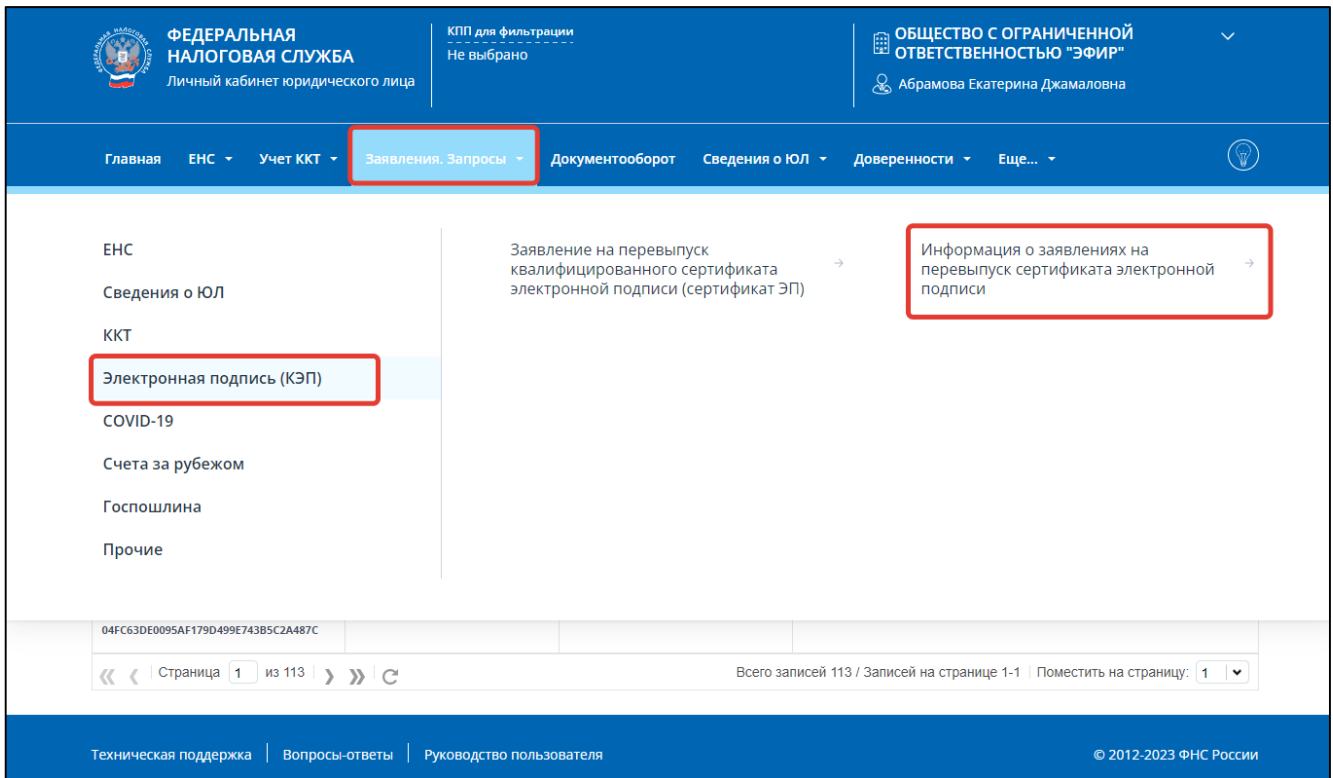 ФЕДЕРАЛЬНАЯ
НАЛОГОВАЯ СЛУЖБА
Личный кабинет юридического лица
КПП для фильтрации
Не выбрано
ОБЩЕСТВО С ОГРАНИЧЕННОЙ
ОТВЕТСТВЕННОСТЬЮ "ЭФИР"
Абрамова Екатерина Джамаловна
Главная ЕНС Учет ККТ Заявления. Запросы Документооборот Сведения о ЮЛ Доверенности Еще...
ЕНС
Сведения о ЮЛ
ККТ
Электронная подпись (КЭП)
COVID-19
Счета за рубежом
Госпошлина
Прочие
Заявление на перевыпуск
квалифицированного сертификата
электронной подписи (сертификат ЭП)
Информация о заявлениях на
перевыпуск сертификата электронной
подписи
04FC63DE0095AF179D499E743B5C2A487C
Страница 1 из 113
Всего записей 113 / Записей на странице 1-1 Поместить на страницу: 1
Техническая поддержка Вопросы-ответы Руководство пользователя
© 2012-2023 ФНС России